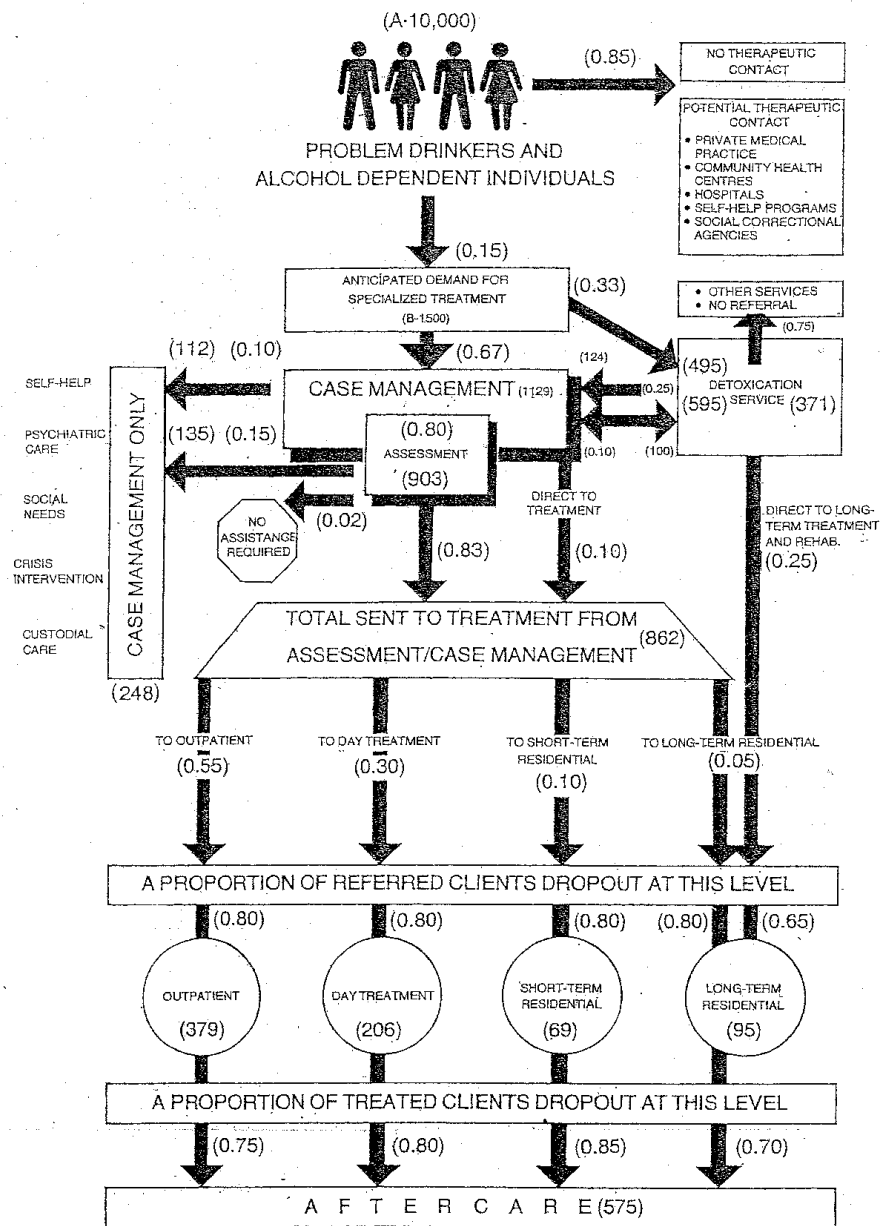 (A-10,000)
(0.85)
NO THERAPEUTIC
CONTACT
POTENTIAL THERAPEUTIC
CONTACT
• PRIVATE MEDICAL
PRACTICE
• COMMUNITY HEALTH
CENTRES
• HOSPITALS
• SELF-HELP PROGRAMS
• SOCIAL CORRECTIONAL
AGENCIES
PROBLEM DRINKERS AND
ALCOHOL DEPENDENT INDIVIDUALS
(0.15)
ANTICIPATED DEMAND FOR
SPECIALIZED TREATMENT
(B-1,500)
(0.33)
• OTHER SERVICES
• NO REFERRAL
(0.75)
(0.67)
(112) (0.10)
SELF-HELP
PSYCHIATRIC
CARE
SOCIAL
NEEDS
CRISIS
INTERVENTION
CUSTODIAL
CARE
CASE MANAGEMENT ONLY
(248)
(135) (0.15)
CASE MANAGEMENT (1129)
(0.80)
ASSESSMENT
(903)
(124)
(0.25)
(0.10)
(100)
(495)
DETOXICATION
(595) SERVICE (371)
NO
ASSISTANCE
REQUIRED
(0.02)
(0.83)
DIRECT TO
TREATMENT
(0.10)
DIRECT TO LONG-
TERM TREATMENT
AND REHAB.
(0.25)
TOTAL SENT TO TREATMENT FROM
ASSESSMENT/CASE MANAGEMENT (862)
TO OUTPATIENT
(0.55)
TO DAY TREATMENT
(0.30)
TO SHORT-TERM
RESIDENTIAL
(0.10)
TO LONG-TERM RESIDENTIAL
(0.05)
A PROPORTION OF REFERRED CLIENTS DROPOUT AT THIS LEVEL
(0.80) (0.80) (0.80) (0.80) (0.65)
OUTPATIENT
(379)
DAY TREATMENT
(206)
SHORT-TERM
RESIDENTIAL
(69)
LONG-TERM
RESIDENTIAL
(95)
A PROPORTION OF TREATED CLIENTS DROPOUT AT THIS LEVEL
(0.75) (0.80) (0.85) (0.70)
A F T E R C A R E (575)